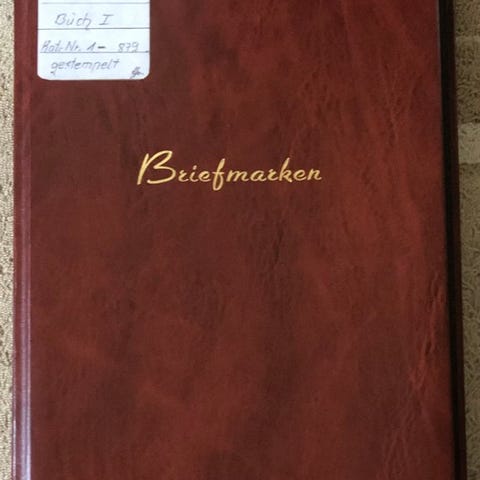 Buch I
Kat. Nr. 1 - 879
gestempelt
Briefmarken